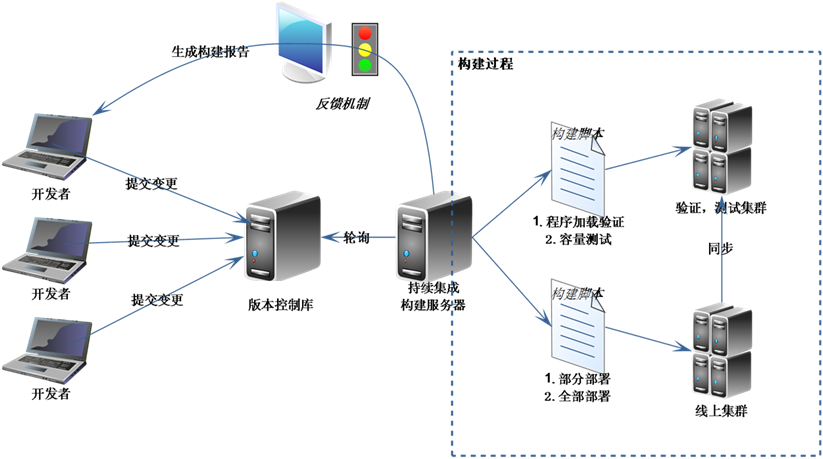 生成构建报告
反馈机制
构建过程
开发者
提交变更
开发者
提交变更
开发者
提交变更
版本控制库
轮询
持续集成
构建服务器
构建脚本
1. 程序加载验证
2. 容量测试
验证，测试集群
同步
构建脚本
1. 部分部署
2. 全部部署
线上集群